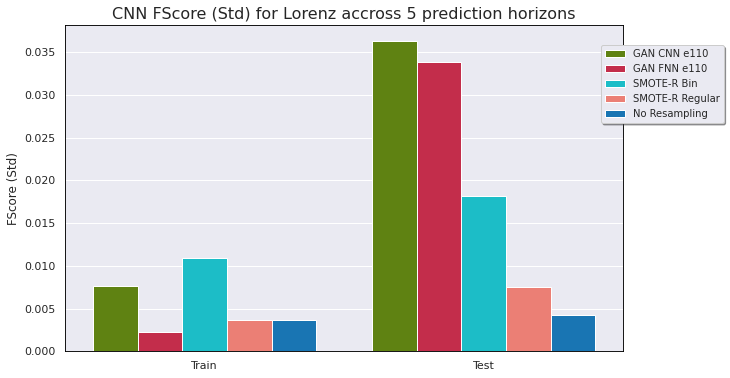 CNN FScore (Std) for Lorenz accross 5 prediction horizons
FScore (Std)
0.035
0.030
0.025
0.020
0.015
0.010
0.005
0.000
Train
Test
GAN CNN e110
GAN FNN e110
SMOTE-R Bin
SMOTE-R Regular
No Resampling